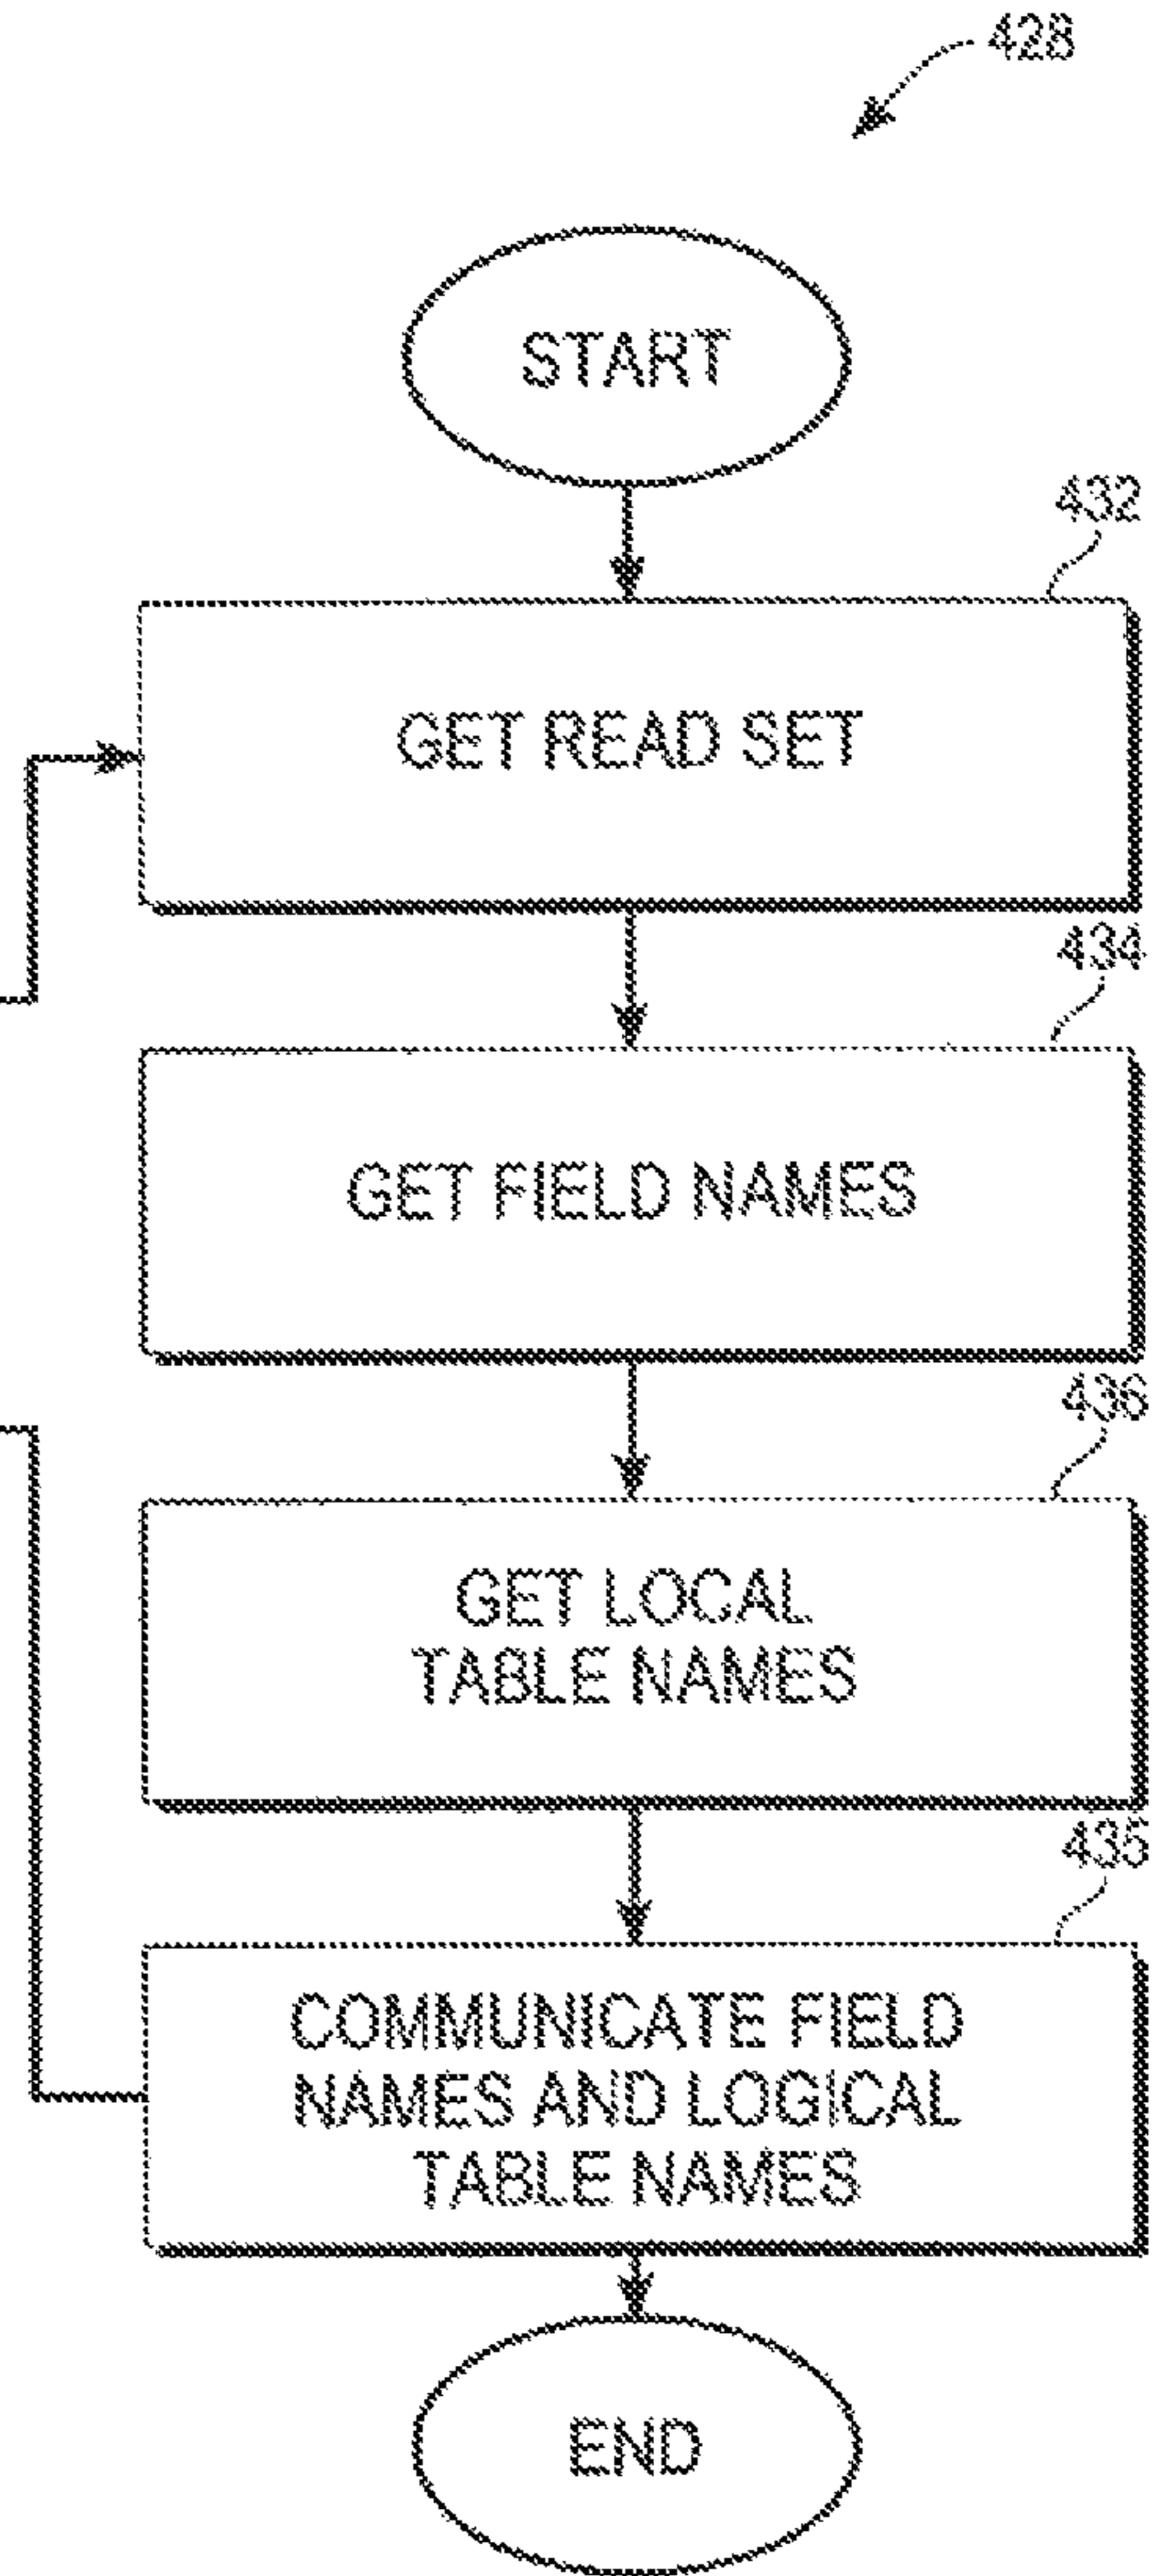 428
START
432
GET READ SET
434
GET FIELD NAMES
436
GET LOCAL
TABLE NAMES
435
COMMUNICATE FIELD
NAMES AND LOGICAL
TABLE NAMES
END